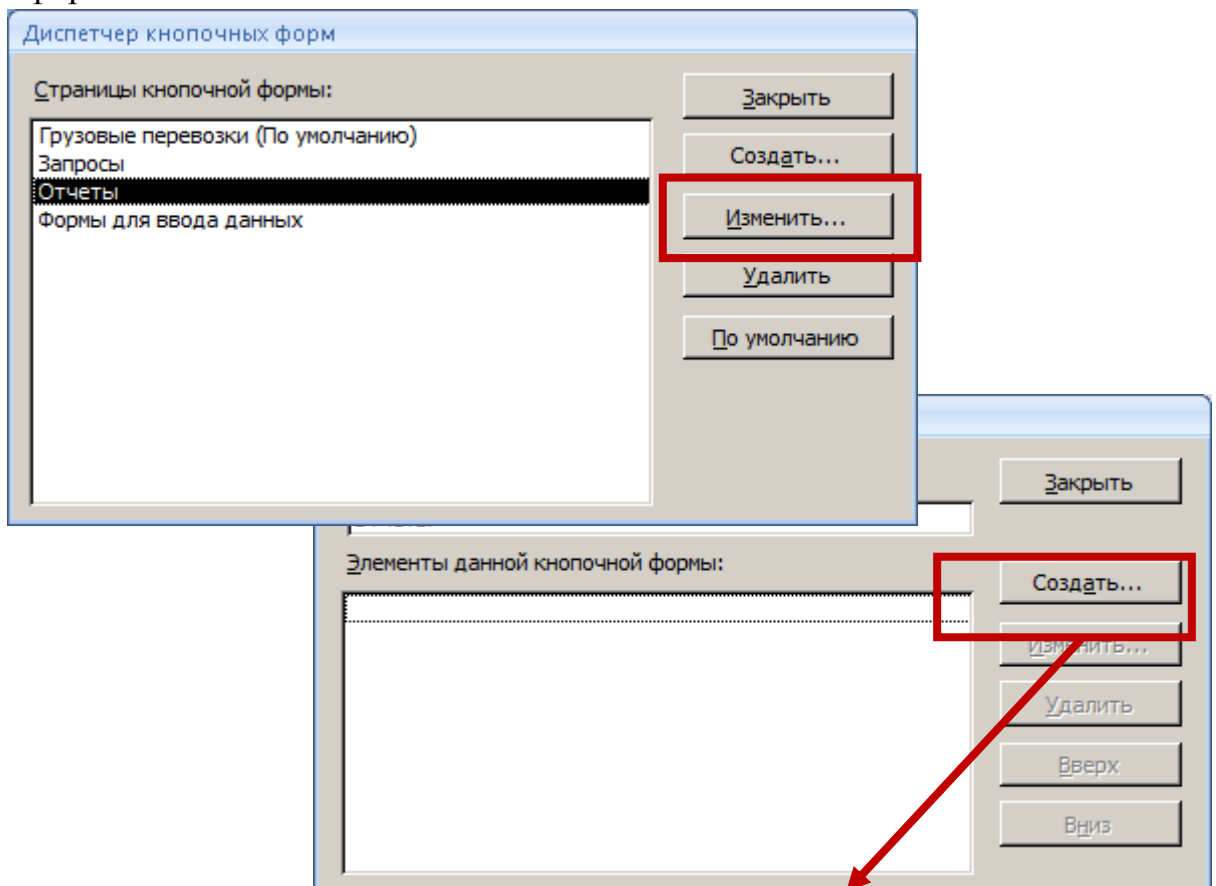 Диспетчер кнопочных форм
Страницы кнопочной формы:
Закрыть
Грузовые перевозки (По умолчанию)
Создать...
Запросы
Отчеты
Изменить...
Формы для ввода данных
Удалить
По умолчанию
Закрыть
Элементы данной кнопочной формы:
Создать...
Изменить...
Удалить
Вверх
Вниз